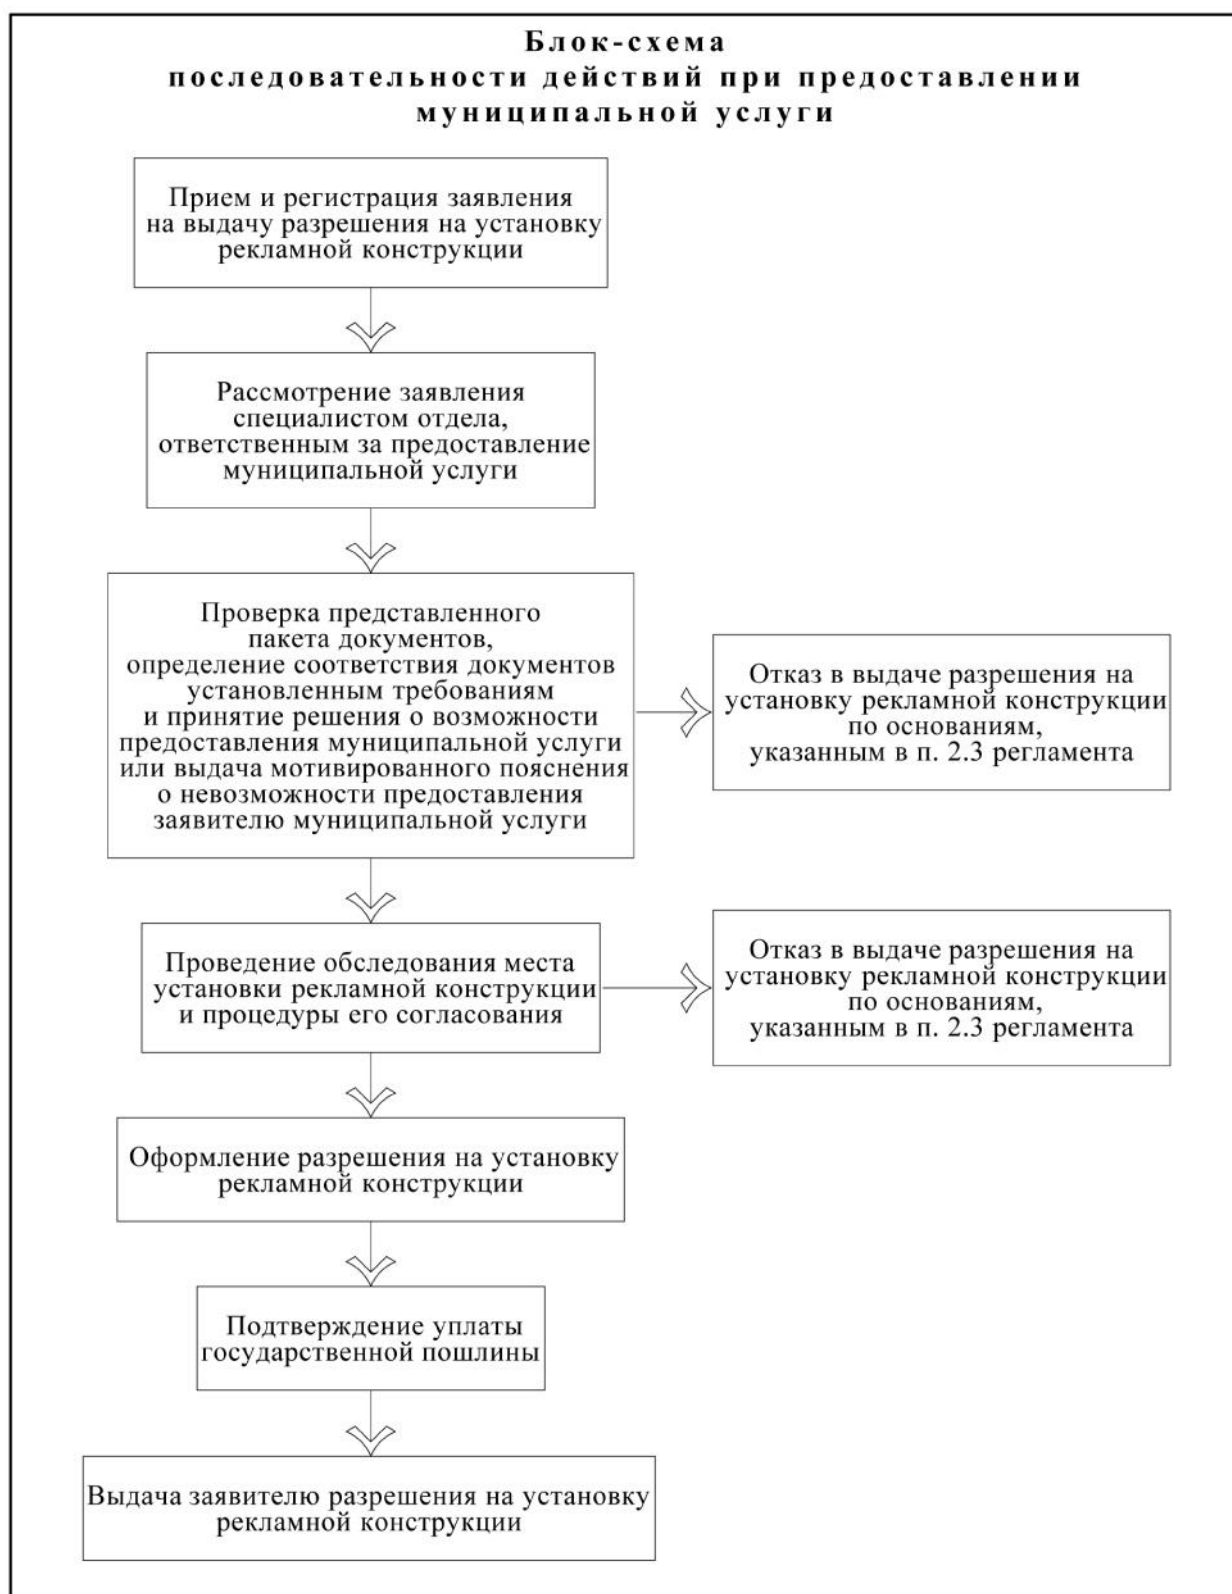 Блок-схема
последовательности действий при предоставлении
муниципальной услуги
Прием и регистрация заявления
на выдачу разрешения на установку
рекламной конструкции
Рассмотрение заявления
специалистом отдела,
ответственным за предоставление
муниципальной услуги
Проверка представленного
пакета документов,
определение соответствия документов
установленным требованиям
и принятие решения о возможности
предоставления муниципальной услуги
или выдача мотивированного пояснения
о невозможности предоставления
заявителю муниципальной услуги
Отказ в выдаче разрешения на
установку рекламной конструкции
по основаниям,
указанным в п. 2.3 регламента
Проведение обследования места
установки рекламной конструкции
и процедуры его согласования
Отказ в выдаче разрешения на
установку рекламной конструкции
по основаниям,
указанным в п. 2.3 регламента
Оформление разрешения на установку
рекламной конструкции
Подтверждение уплаты
государственной пошлины
Выдача заявителю разрешения на установку
рекламной конструкции